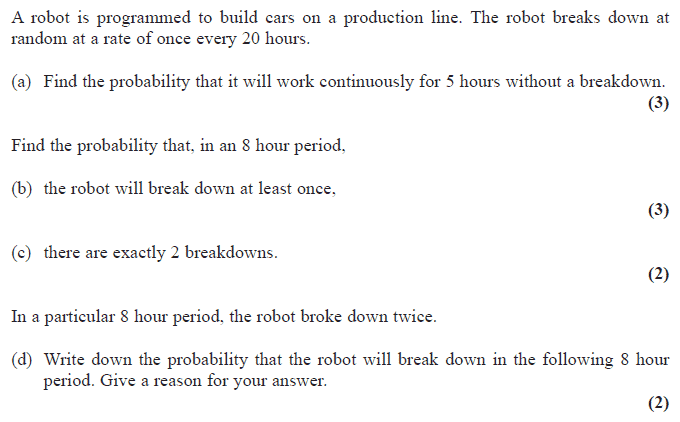 A robot is programmed to build cars on a production line. The robot breaks down at
random at a rate of once every 20 hours.
(a) Find the probability that it will work continuously for 5 hours without a breakdown.
(3)
Find the probability that, in an 8 hour period,
(b) the robot will break down at least once,
(3)
(c) there are exactly 2 breakdowns.
(2)
In a particular 8 hour period, the robot broke down twice.
(d) Write down the probability that the robot will break down in the following 8 hour
period. Give a reason for your answer.
(2)